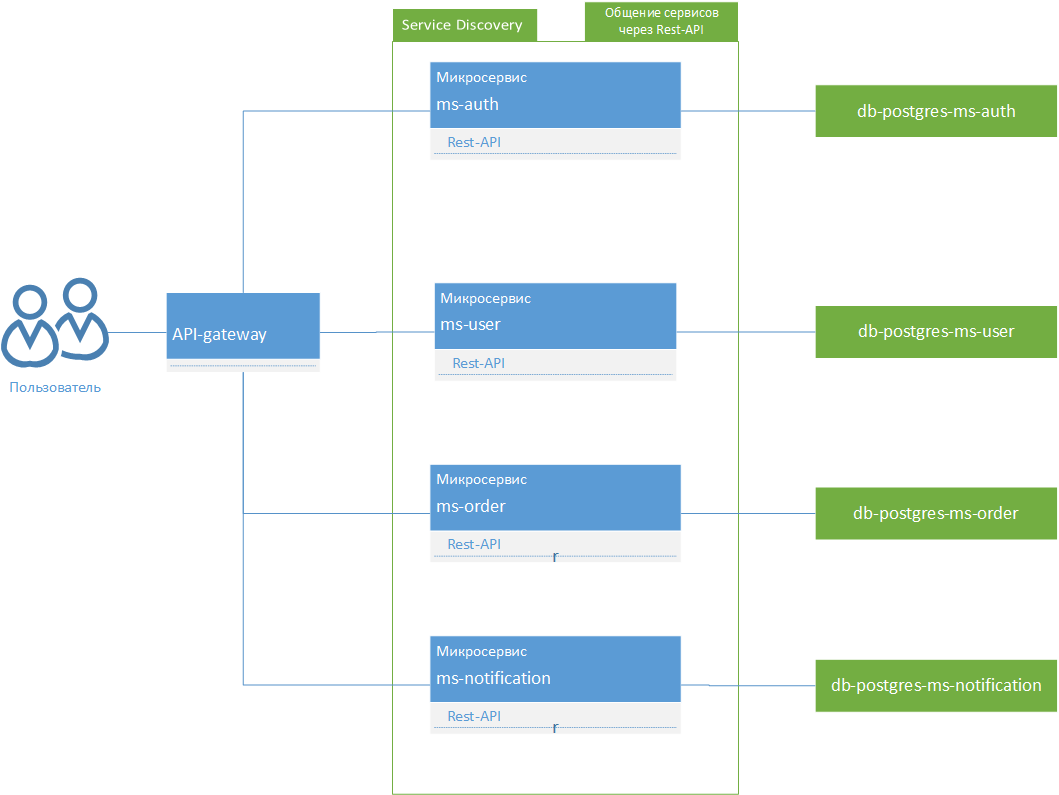 Service Discovery
Общение сервисов
через Rest-API
Микросервис
ms-auth
Rest-API
db-postgres-ms-auth
Микросервис
ms-user
Rest-API
db-postgres-ms-user
API-gateway
Пользователь
Микросервис
ms-order
Rest-API
r
db-postgres-ms-order
Микросервис
ms-notification
Rest-API
r
db-postgres-ms-notification